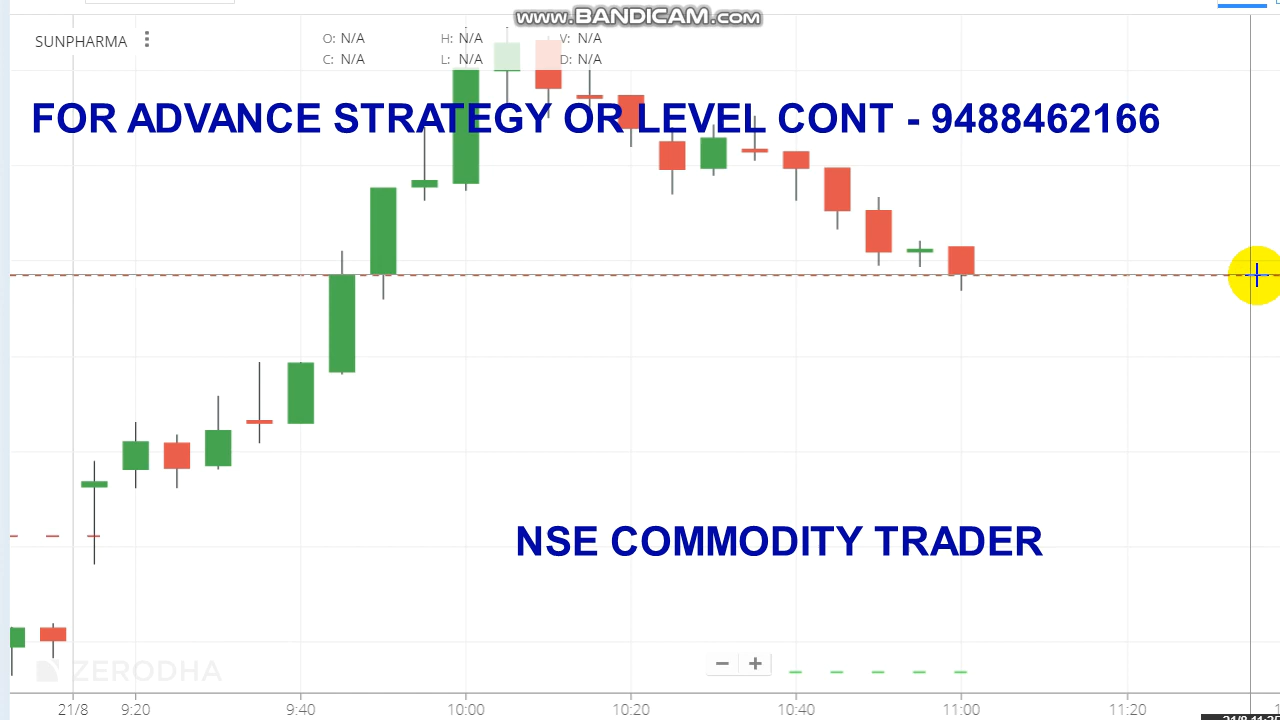 www.BANDICAM.com
SUNPHARMA
O: N/A H: N/A V: N/A
C: N/A L: N/A D: N/A
FOR ADVANCE STRATEGY OR LEVEL CONT - 9488462166
NSE COMMODITY TRADER
ZERODHA
21/8 9:20 9:40 10:00 10:20 10:40 11:00 11:20